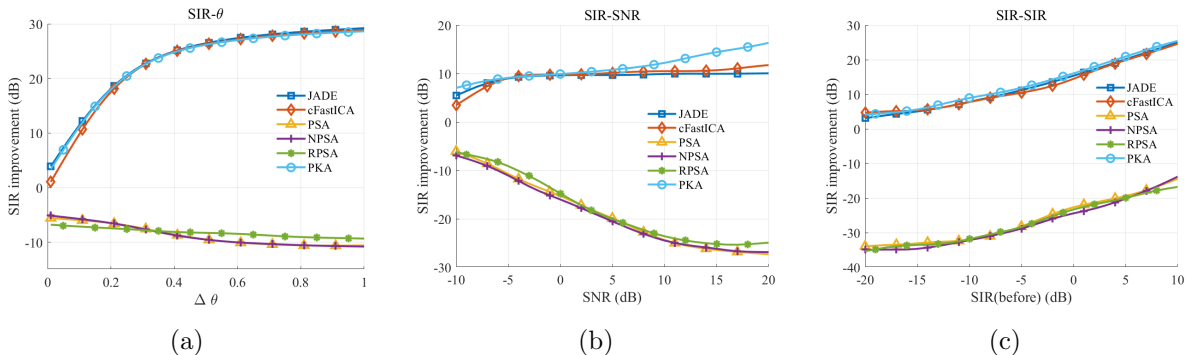 SIR-θ
SIR improvement (dB)
30
20
10
0
-10
JADE
cFastICA
PSA
NPSA
RPSA
PKA
0
0.2
0.4
0.6
0.8
1
Δ θ
(a)
SIR-SNR
SIR improvement (dB)
30
20
10
0
-10
-20
-30
JADE
cFastICA
PSA
NPSA
RPSA
PKA
-10
-5
0
5
10
15
20
SNR (dB)
(b)
SIR-SIR
SIR improvement (dB)
30
20
10
0
-10
-20
-30
-40
JADE
cFastICA
PSA
NPSA
RPSA
PKA
-20
-15
-10
-5
0
5
10
SIR(before) (dB)
(c)